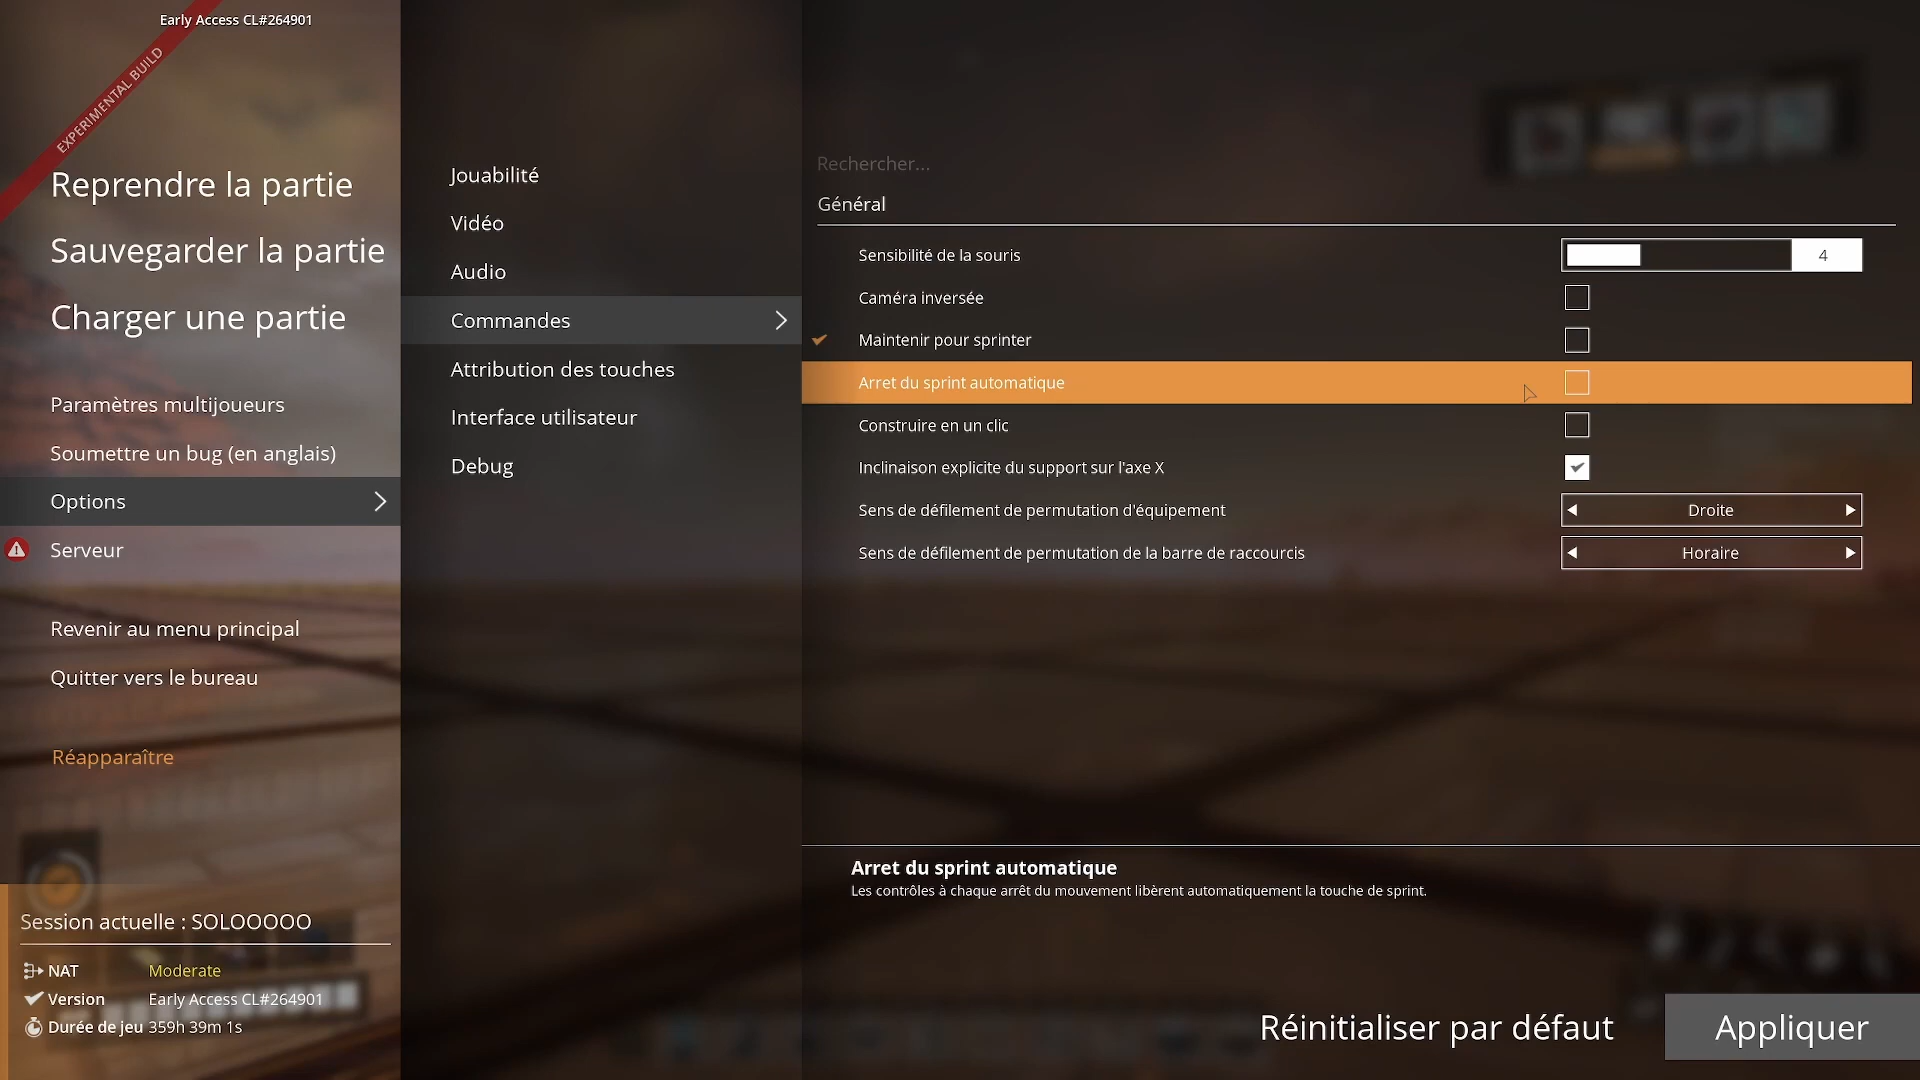 Early Access CL#264901
EXPERIMENTAL BUILD
Reprendre la partie
Sauvegarder la partie
Charger une partie
Paramètres multijoueurs
Soumettre un bug (en anglais)
Options
Serveur
Revenir au menu principal
Quitter vers le bureau
Réapparaître
Session actuelle : SOLOOOOO
NAT Moderate
Version Early Access CL#264901
Durée de jeu 359h 39m 1s
Jouabilité
Vidéo
Audio
Commandes
Attribution des touches
Interface utilisateur
Debug
Rechercher...
Général
Sensibilité de la souris 4
Caméra inversée
Maintenir pour sprinter
Arret du sprint automatique
Construire en un clic
Inclinaison explicite du support sur l'axe X
Sens de défilement de permutation d'équipement Droite
Sens de défilement de permutation de la barre de raccourcis Horaire
Arret du sprint automatique
Les contrôles à chaque arrêt du mouvement libèrent automatiquement la touche de sprint.
Réinitialiser par défaut Appliquer